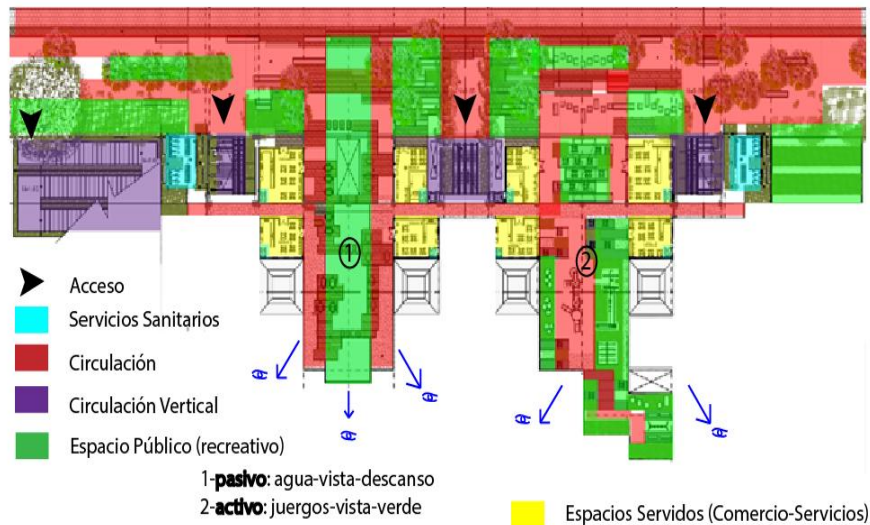 1
2
Acceso
Servicios Sanitarios
Circulación
Circulación Vertical
Espacio Público (recreativo)
1-pasivo: agua-vista-descanso
2-activo: juergos-vista-verde
Espacios Servidos (Comercio-Servicios)